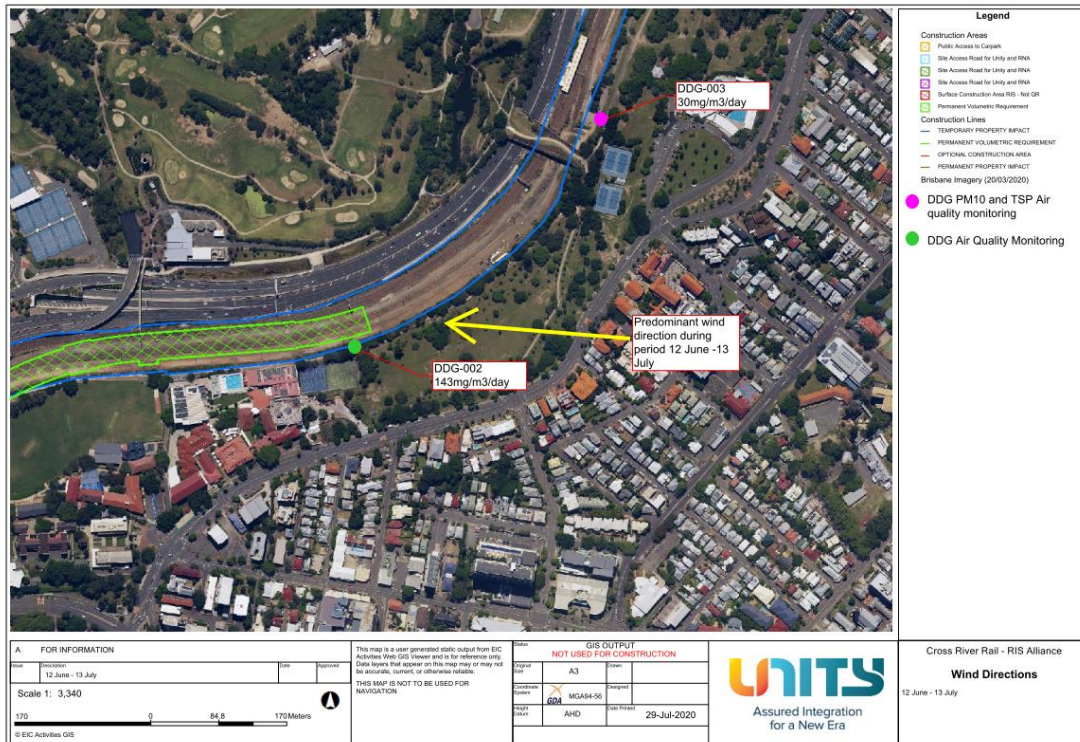 DDG-003
30mg/m3/day
Predominant wind
direction during
period 12 June -13
July
DDG-002
143mg/m3/day
Legend
Construction Areas
Public Access to Carpark
Site Access Road for Unity and RNA
Site Access Road for Unity and RNA
Site Access Road for Unity and RNA
Surface Construction Area RIS - Not QR
Permanent Volumetric Requirement
Construction Lines
TEMPORARY PROPERTY IMPACT
PERMANENT VOLUMETRIC REQUIREMENT
OPTIONAL CONSTRUCTION AREA
PERMANENT PROPERTY IMPACT
Brisbane Imagery (20/03/2020)
DDG PM10 and TSP Air
quality monitoring
DDG Air Quality Monitoring
A FOR INFORMATION
Issue Description Date Approved
12 June - 13 July
Scale 1: 3,340
A
170 0 84.8 170 Meters
© EIC Activities GIS
This map is a user generated static output from EIC
Activities Web GIS Viewer and is for reference only.
Data layers that appear on this map may or may not
be accurate, current, or otherwise reliable.
THIS MAP IS NOT TO BE USED FOR
NAVIGATION
Status GIS OUTPUT
NOT USED FOR CONSTRUCTION
Original Size A3 Drawn
Coordinate System GDA MGA94-56 Designed
Height Datum AHD Date Printed 29-Jul-2020
UNITY
Assured Integration
for a New Era
Cross River Rail - RIS Alliance
Wind Directions
12 June - 13 July